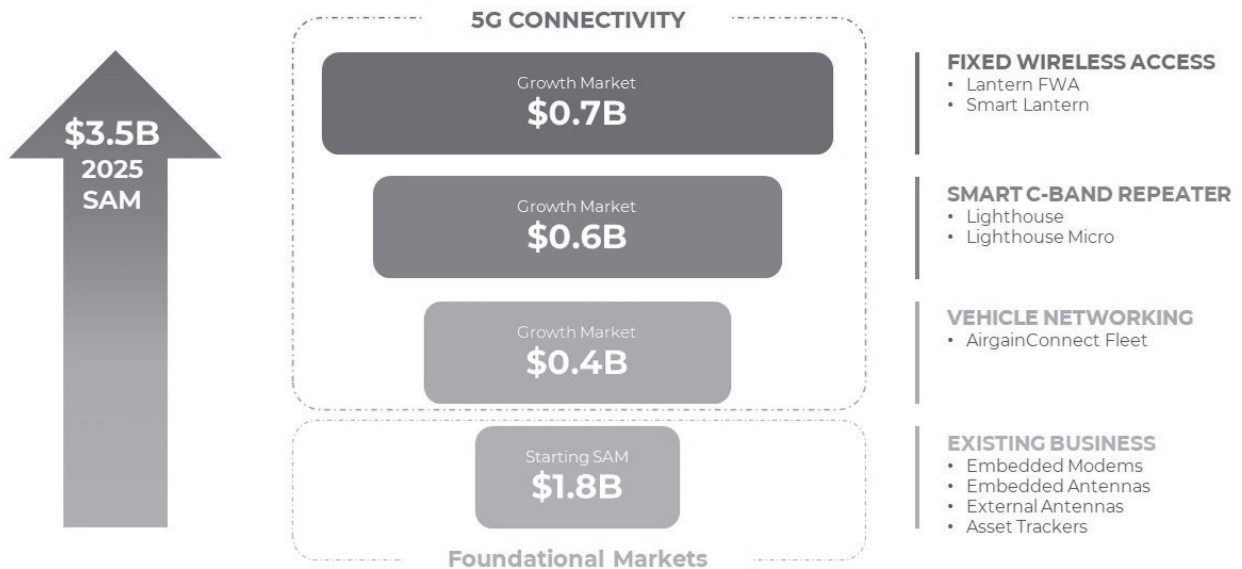 5G CONNECTIVITY
$3.5B
2025
SAM
Growth Market
$0.7B
FIXED WIRELESS ACCESS
• Lantern FWA
• Smart Lantern
Growth Market
$0.6B
SMART C-BAND REPEATER
• Lighthouse
• Lighthouse Micro
Growth Market
$0.4B
VEHICLE NETWORKING
• AirgainConnect Fleet
Starting SAM
$1.8B
EXISTING BUSINESS
• Embedded Modems
• Embedded Antennas
• External Antennas
• Asset Trackers
Foundational Markets